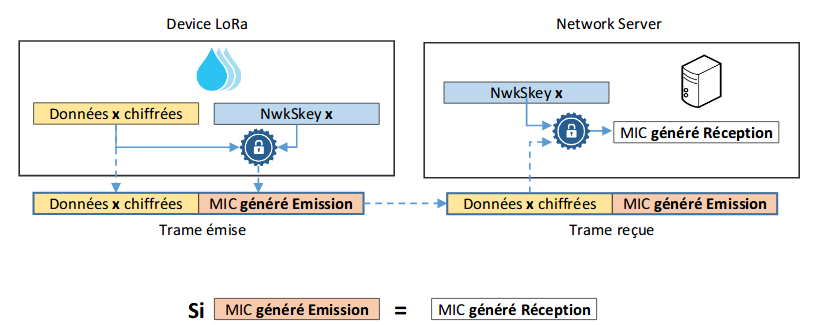 Device LoRa
Network Server
Données x chiffrées
NwkSkey x
NwkSkey x
MIC généré Réception
Données x chiffrées
MIC généré Emission
Données x chiffrées
MIC généré Emission
Trame émise
Trame reçue
Si MIC généré Emission = MIC généré Réception